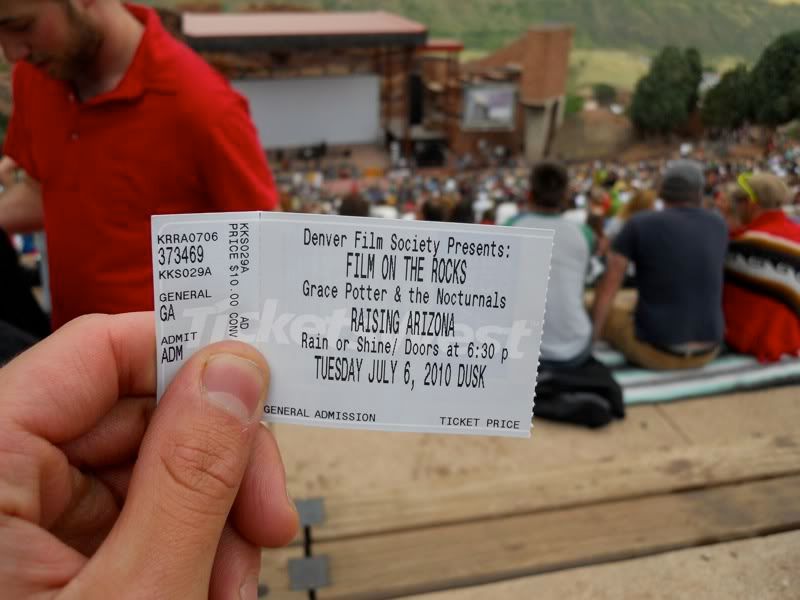 KRRA0706
373469
KKS029A
GENERAL
GA
ADMIT
ADM
KKS029A AD
PRICE $10.00 CONV
Denver Film Society Presents:
FILM ON THE ROCKS
Grace Potter & the Nocturnals
RAISING ARIZONA
Rain or Shine/ Doors at 6:30 p
TUESDAY JULY 6, 2010 DUSK
GENERAL ADMISSION
TICKET PRICE